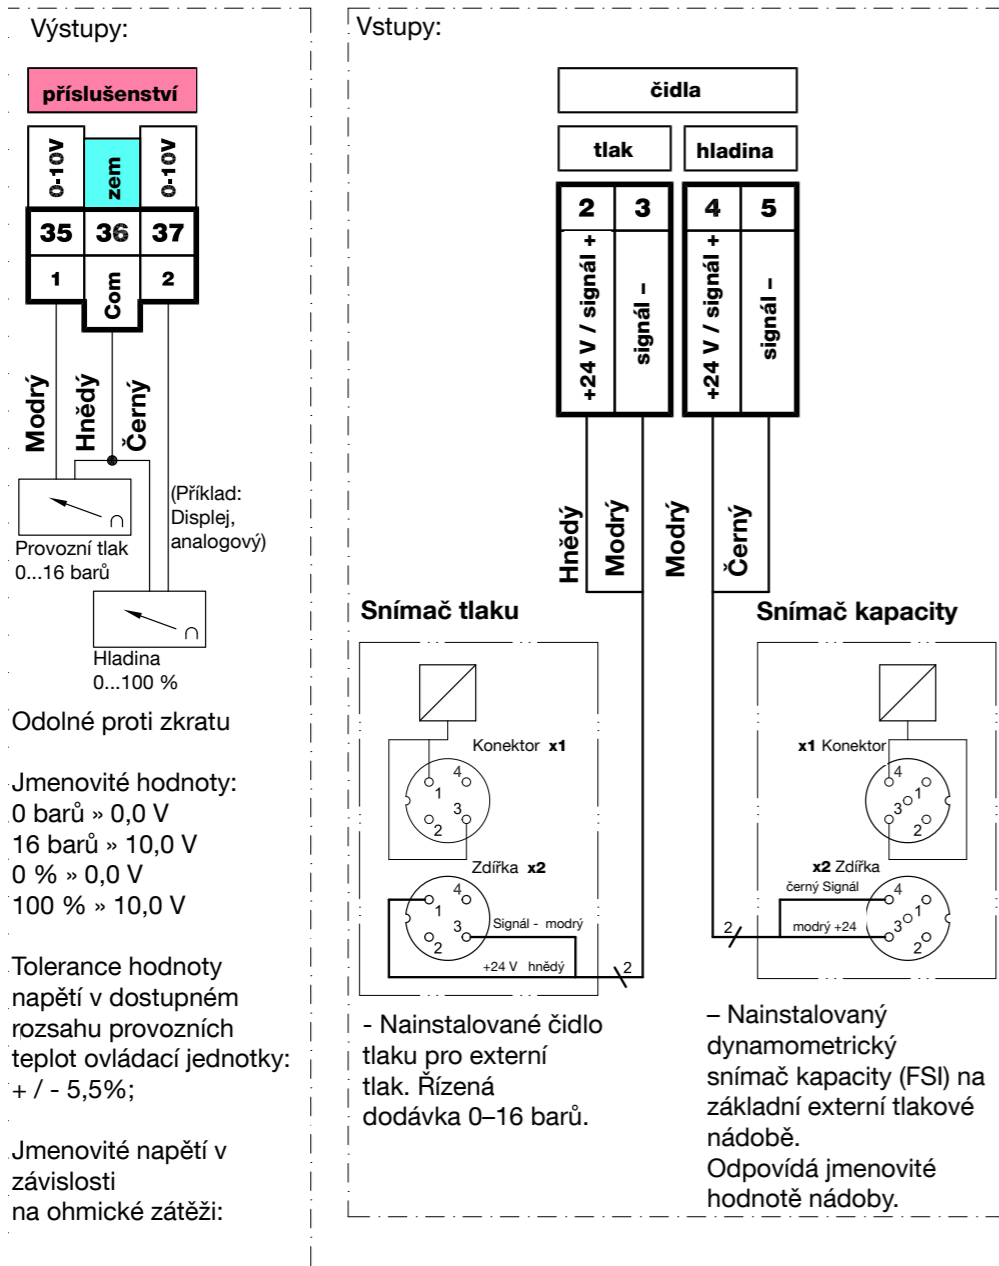 Výstupy:
příslušenství
0-10V
zem
0-10V
35 36 37
1 Com 2
Modrý
Hnědý
Černý
(Příklad:
Displej,
analogový)
Provozní tlak
0...16 barů
Hladina
0...100 %
Odolné proti zkratu
Jmenovité hodnoty:
0 barů » 0,0 V
16 barů » 10,0 V
0 % » 0,0 V
100 % » 10,0 V
Tolerance hodnoty
napětí v dostupném
rozsahu provozních
teplot ovládací jednotky:
+ / - 5,5%;
Jmenovité napětí v
závislosti
na ohmické zátěži:
Vstupy:
čidla
tlak
hladina
2 3 4 5
+24 V / signál +
signál –
+24 V / signál +
signál –
Hnědý
Modrý
Modrý
Černý
Snímač tlaku
Konektor x1
4
1
3
2
Zdířka x2
4
1
3
2
Signál - modrý
+24 V hnědý
2
- Nainstalované čidlo
tlaku pro externí
tlak. Řízená
dodávka 0–16 barů.
Snímač kapacity
x1 Konektor
4
1
3
2
x2 Zdířka
černý Signál
4
1
3
2
modrý +24
2
– Nainstalovaný
dynamometrický
snímač kapacity (FSI) na
základní externí tlakové
nádobě.
Odpovídá jmenovité
hodnotě nádoby.